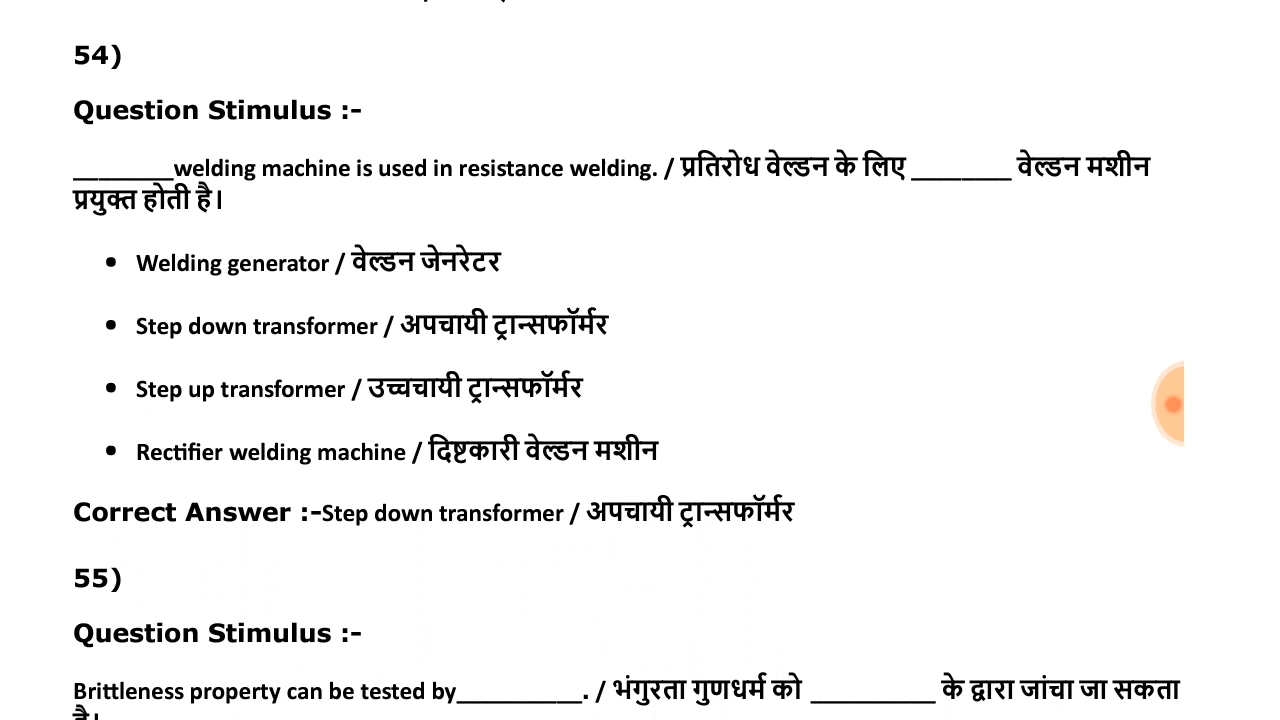 54)
Question Stimulus :-
________welding machine is used in resistance welding. / प्रतिरोध वेल्डन के लिए ________ वेल्डन मशीन
प्रयुक्त होती है।
• Welding generator / वेल्डन जेनरेटर
• Step down transformer / अपचायी ट्रान्सफॉर्मर
• Step up transformer / उच्चचायी ट्रान्सफॉर्मर
• Rectifier welding machine / दिष्टकारी वेल्डन मशीन
Correct Answer :-Step down transformer / अपचायी ट्रान्सफॉर्मर
55)
Question Stimulus :-
Brittleness property can be tested by__________. / भंगुरता गुणधर्म को __________ के द्वारा जांचा जा सकता
है।